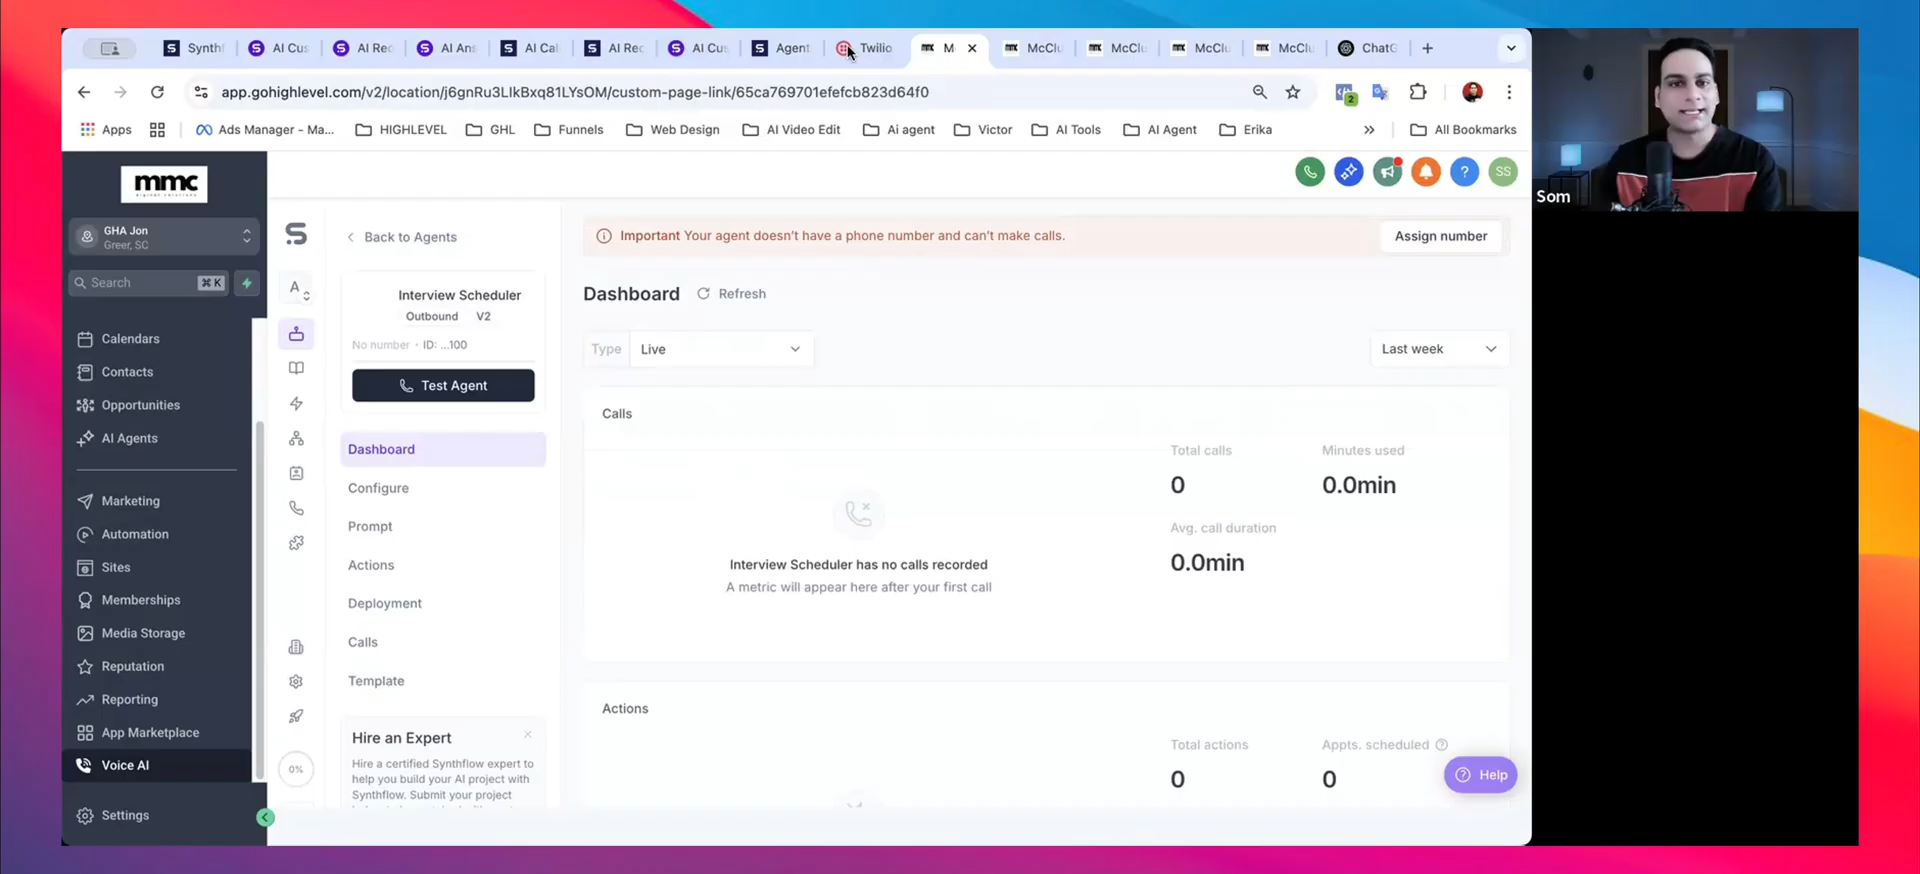 Synthf
AI Cus
AI Rec
AI Ans
AI Cal
AI Rec
AI Cus
Agent
Twilio
M
McClu
McClu
McClu
McClu
ChatG
app.gohighlevel.com/v2/location/j6gnRu3LlkBxq81LYsOM/custom-page-link/65ca769701efefcb823d64f0
2
Apps
Ads Manager - Ma...
HIGHLEVEL
GHL
Funnels
Web Design
AI Video Edit
Ai agent
Victor
AI Tools
AI Agent
Erika
All Bookmarks
mmc
GHA Jon
Greer, SC
Search
⌘ K
Calendars
Contacts
Opportunities
AI Agents
Marketing
Automation
Sites
Memberships
Media Storage
Reputation
Reporting
App Marketplace
Voice AI
Settings
SS
S
A
0%
Back to Agents
Interview Scheduler
Outbound V2
No number • ID: ...100
Test Agent
Dashboard
Configure
Prompt
Actions
Deployment
Calls
Template
Hire an Expert
Hire a certified Synthflow expert to
help you build your AI project with
Synthflow. Submit your project
Important Your agent doesn't have a phone number and can't make calls.
Assign number
Dashboard
Refresh
Type
Live
Last week
Calls
Interview Scheduler has no calls recorded
A metric will appear here after your first call
Total calls
0
Minutes used
0.0min
Avg. call duration
0.0min
Actions
Total actions
0
Appts. scheduled
0
Help
Som